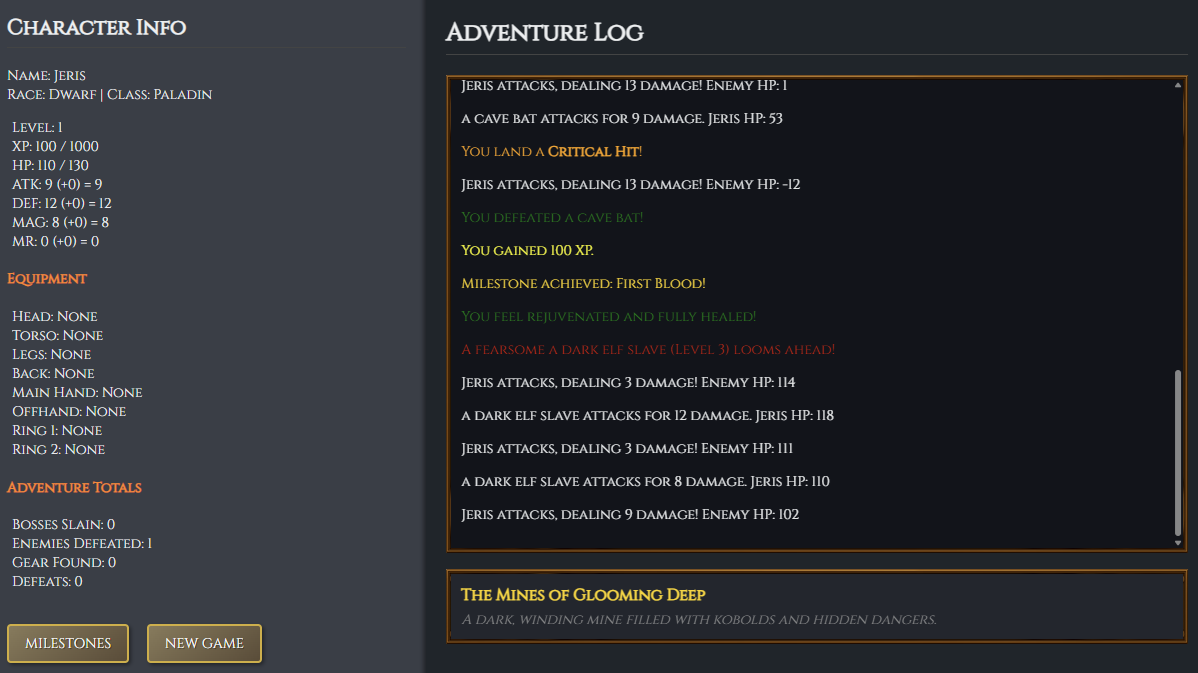 Character Info
Name: Jeris
Race: Dwarf | Class: Paladin
Level: 1
XP: 100 / 1000
HP: 110 / 130
ATK: 9 (+0) = 9
DEF: 12 (+0) = 12
MAG: 8 (+0) = 8
MR: 0 (+0) = 0
Equipment
Head: None
Torso: None
Legs: None
Back: None
Main Hand: None
Offhand: None
Ring 1: None
Ring 2: None
Adventure Totals
Bosses Slain: 0
Enemies Defeated: 1
Gear Found: 0
Defeats: 0
MILESTONES
NEW GAME
Adventure Log
Jeris attacks, dealing 13 damage! Enemy HP: 1
a cave bat attacks for 9 damage. Jeris HP: 53
You land a Critical Hit!
Jeris attacks, dealing 13 damage! Enemy HP: -12
You defeated a cave bat!
You gained 100 XP.
Milestone achieved: First Blood!
You feel rejuvenated and fully healed!
A fearsome a dark elf slave (Level 3) looms ahead!
Jeris attacks, dealing 3 damage! Enemy HP: 114
a dark elf slave attacks for 12 damage. Jeris HP: 118
Jeris attacks, dealing 3 damage! Enemy HP: 111
a dark elf slave attacks for 8 damage. Jeris HP: 110
Jeris attacks, dealing 9 damage! Enemy HP: 102
The Mines of Glooming Deep
A dark, winding mine filled with kobolds and hidden dangers.